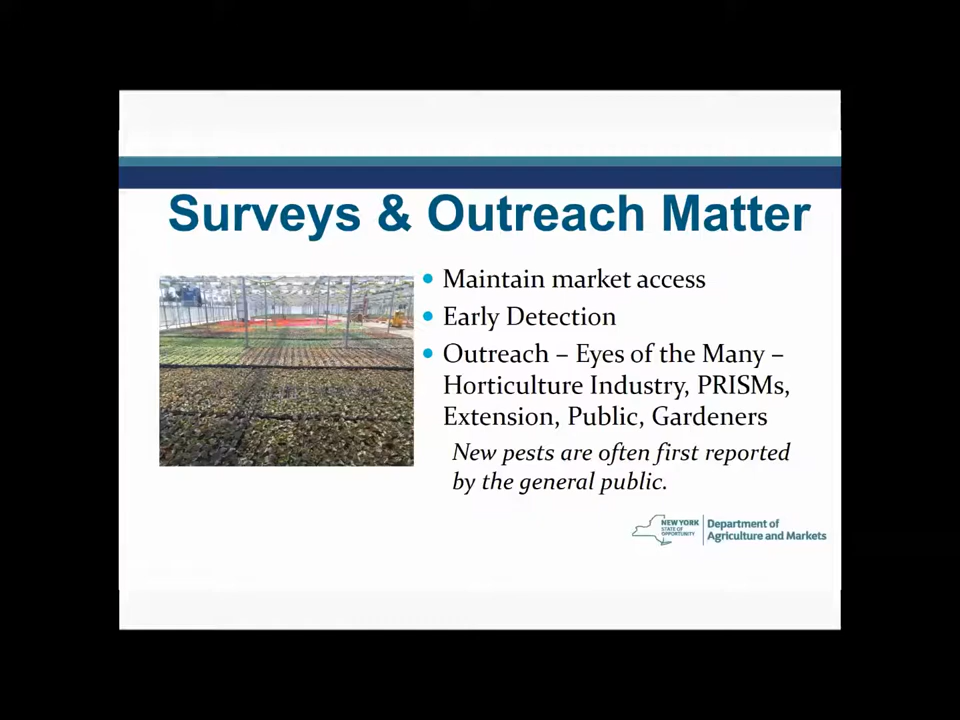 Surveys & Outreach Matter
• Maintain market access
• Early Detection
• Outreach – Eyes of the Many –
Horticulture Industry, PRISMs,
Extension, Public, Gardeners
New pests are often first reported
by the general public.
NEW YORK
STATE OF
OPPORTUNITY
Department of
Agriculture and Markets